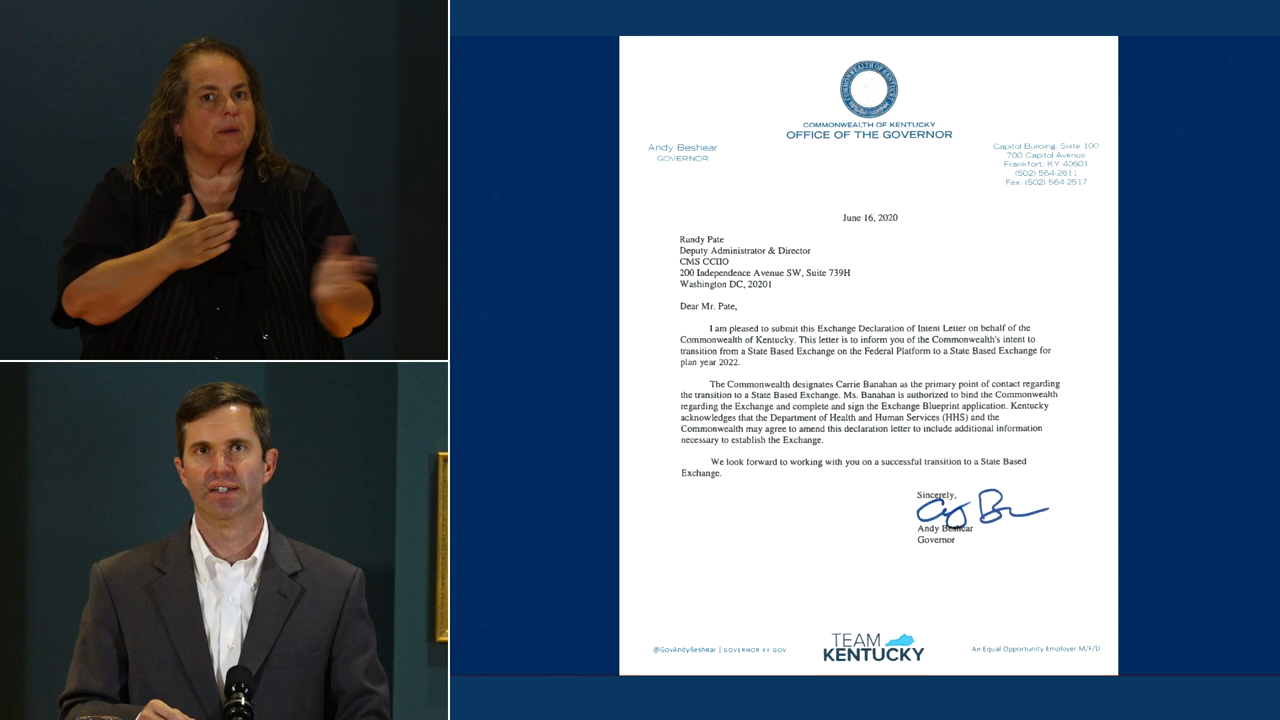 COMMONWEALTH OF KENTUCKY
COMMONWEALTH OF KENTUCKY
OFFICE OF THE GOVERNOR
Andy Beshear
GOVERNOR
Capitol Building, Suite 100
700 Capitol Avenue
Frankfort, KY 40601
(502) 564-2611
Fax: (502) 564-2517
June 16, 2020
Randy Pate
Deputy Administrator & Director
CMS CCIIO
200 Independence Avenue SW, Suite 739H
Washington DC, 20201
Dear Mr. Pate,
I am pleased to submit this Exchange Declaration of Intent Letter on behalf of the
Commonwealth of Kentucky. This letter is to inform you of the Commonwealth's intent to
transition from a State Based Exchange on the Federal Platform to a State Based Exchange for
plan year 2022.
The Commonwealth designates Carrie Banahan as the primary point of contact regarding
the transition to a State Based Exchange. Ms. Banahan is authorized to bind the Commonwealth
regarding the Exchange and complete and sign the Exchange Blueprint application. Kentucky
acknowledges that the Department of Health and Human Services (HHS) and the
Commonwealth may agree to amend this declaration letter to include additional information
necessary to establish the Exchange.
We look forward to working with you on a successful transition to a State Based
Exchange.
Sincerely,
Andy Beshear
Governor
@GovAndyBeshear | GOVERNOR.KY.GOV
TEAM
KENTUCKY
An Equal Opportunity Employer M/F/D